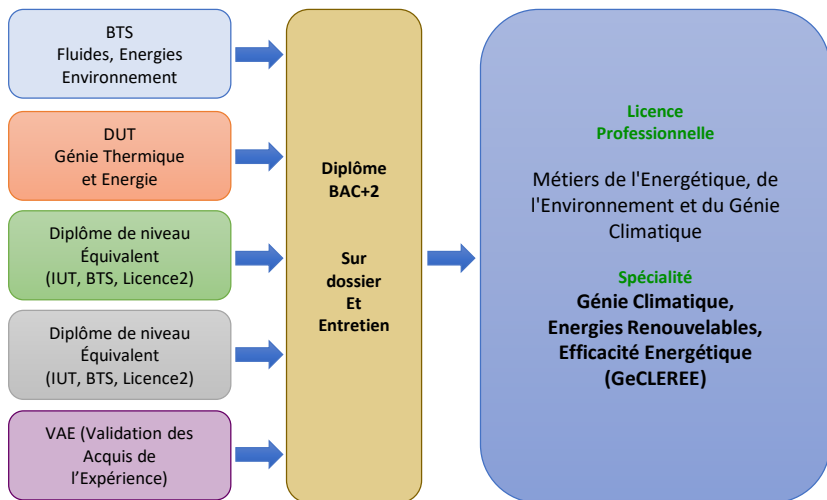 BTS
Fluides, Energies
Environnement
DUT
Génie Thermique
et Energie
Diplôme de niveau
Équivalent
(IUT, BTS, Licence2)
Diplôme de niveau
Équivalent
(IUT, BTS, Licence2)
VAE (Validation des
Acquis de
l’Expérience)
Diplôme
BAC+2
Sur
dossier
Et
Entretien
Licence
Professionnelle
Métiers de l'Energétique, de
l'Environnement et du Génie
Climatique
Spécialité
Génie Climatique,
Energies Renouvelables,
Efficacité Energétique
(GeCLEREE)